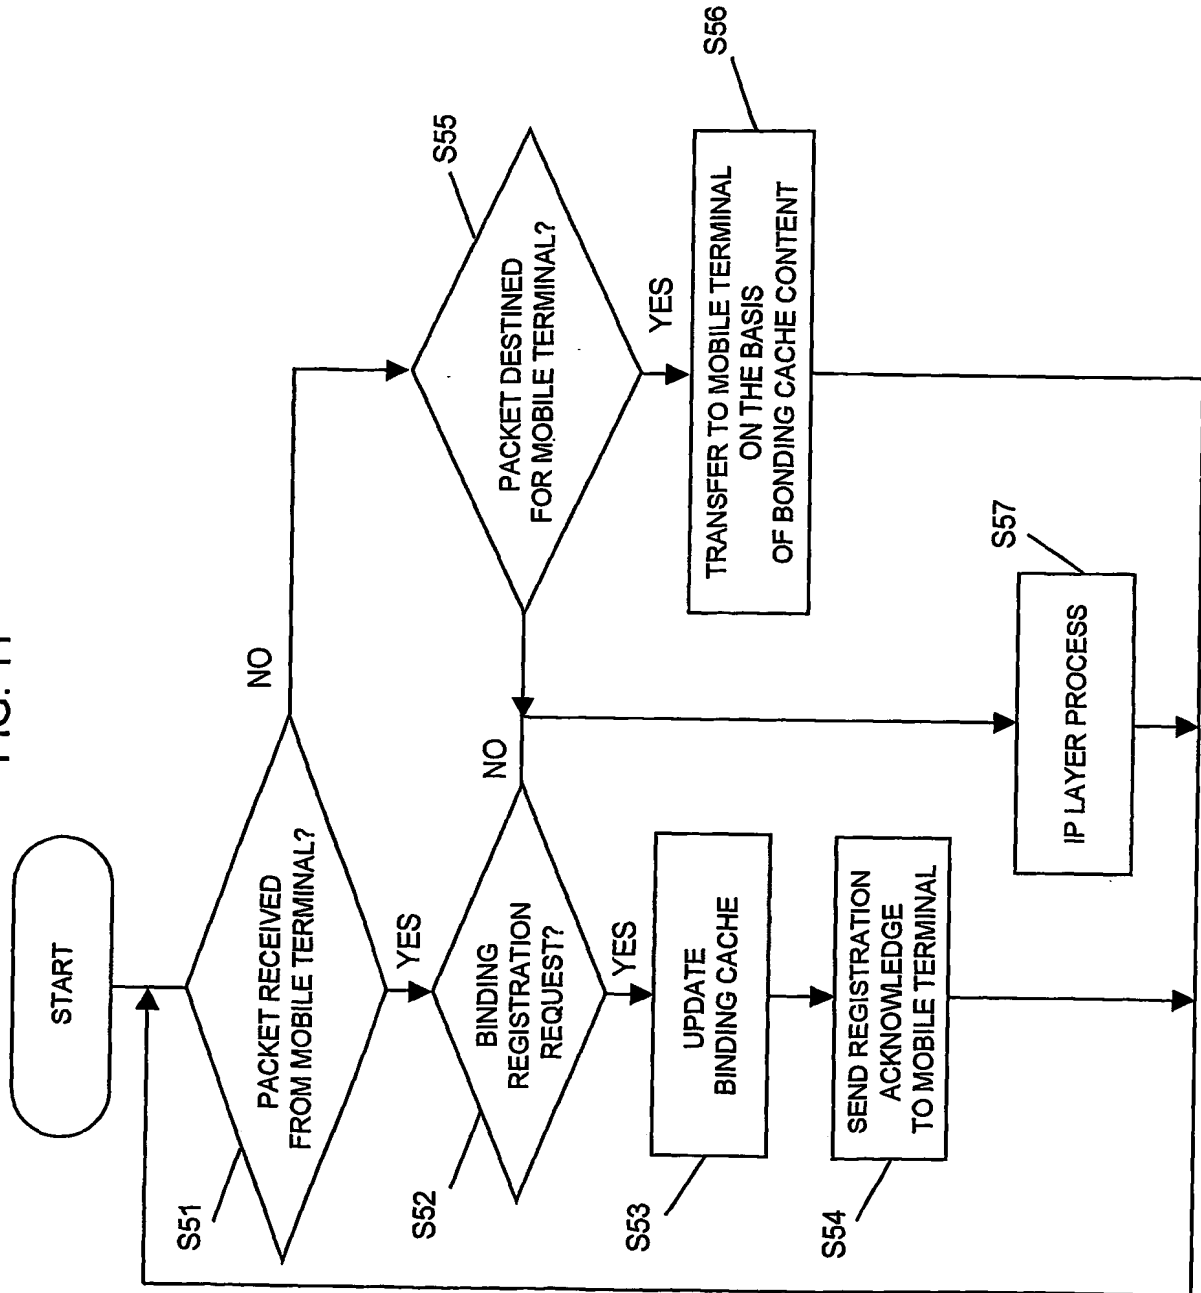 START
S51
PACKET RECEIVED
FROM MOBILE TERMINAL?
NO
YES
S52
BINDING
REGISTRATION
REQUEST?
NO
YES
S53
UPDATE
BINDING CACHE
S54
SEND REGISTRATION
ACKNOWLEDGE
TO MOBILE TERMINAL
S55
PACKET DESTINED
FOR MOBILE TERMINAL?
YES
S56
TRANSFER TO MOBILE TERMINAL
ON THE BASIS
OF BONDING CACHE CONTENT
S57
IP LAYER PROCESS